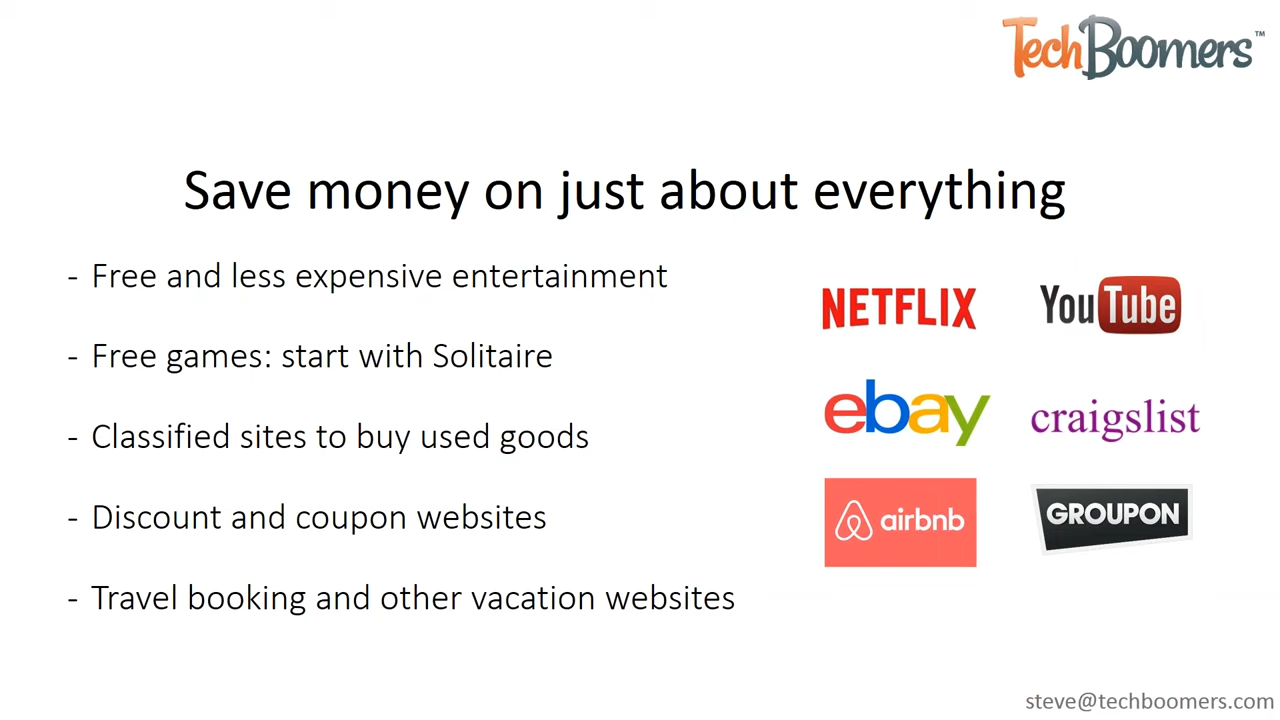 TechBoomers™
Save money on just about everything
- Free and less expensive entertainment
- Free games: start with Solitaire
- Classified sites to buy used goods
- Discount and coupon websites
- Travel booking and other vacation websites
NETFLIX YouTube
ebay craigslist
airbnb GROUPON
steve@techboomers.com